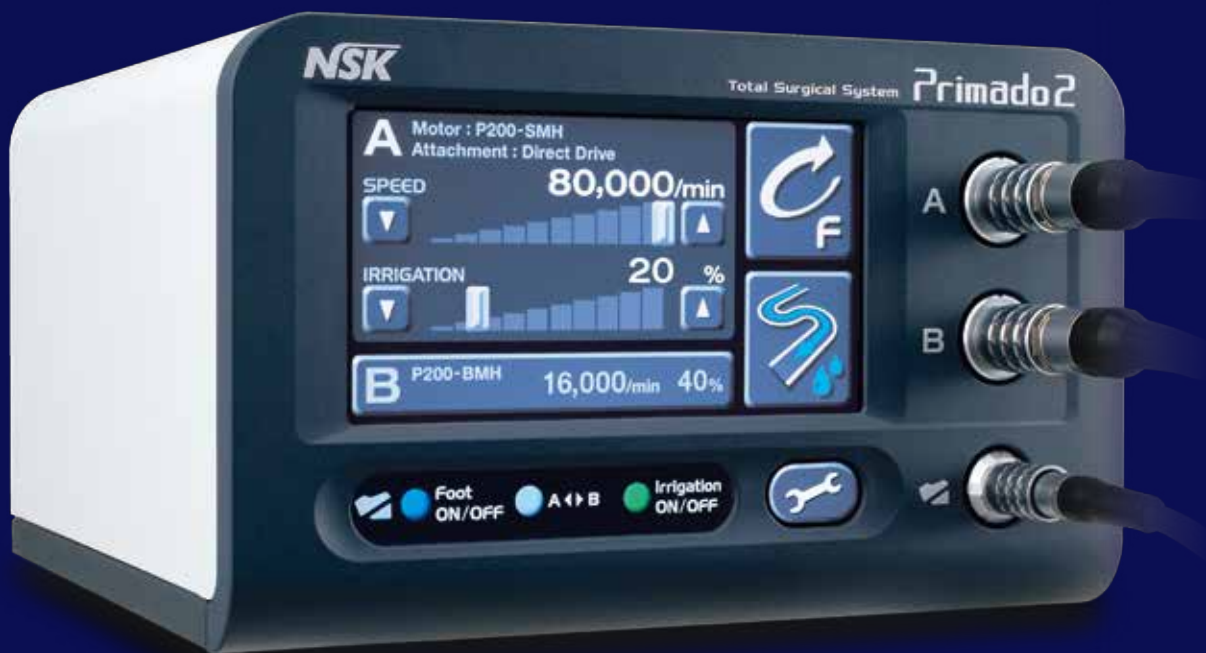 NSK
Total Surgical System Primado2
A Motor : P200-SMH
Attachment : Direct Drive
SPEED 80,000/min
IRRIGATION 20 %
F
B P200-BMH 16,000/min 40%
A
B
Foot
ON/OFF
A B
Irrigation
ON/OFF